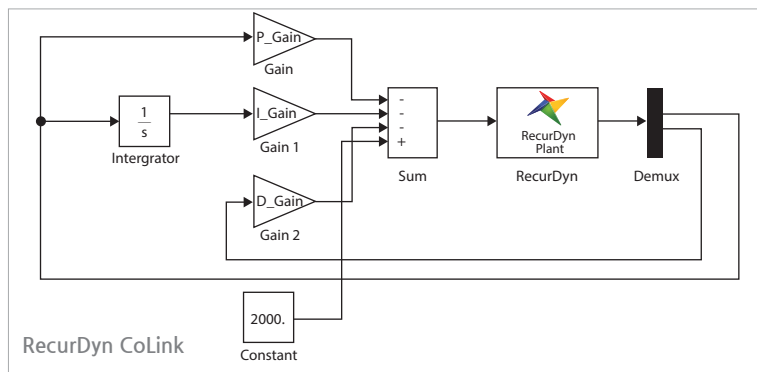 P_Gain
Gain
1
s
Intergrator
I_Gain
Gain 1
D_Gain
Gain 2
-
-
-
+
Sum
RecurDyn
Plant
RecurDyn
Demux
2000.
Constant
RecurDyn CoLink